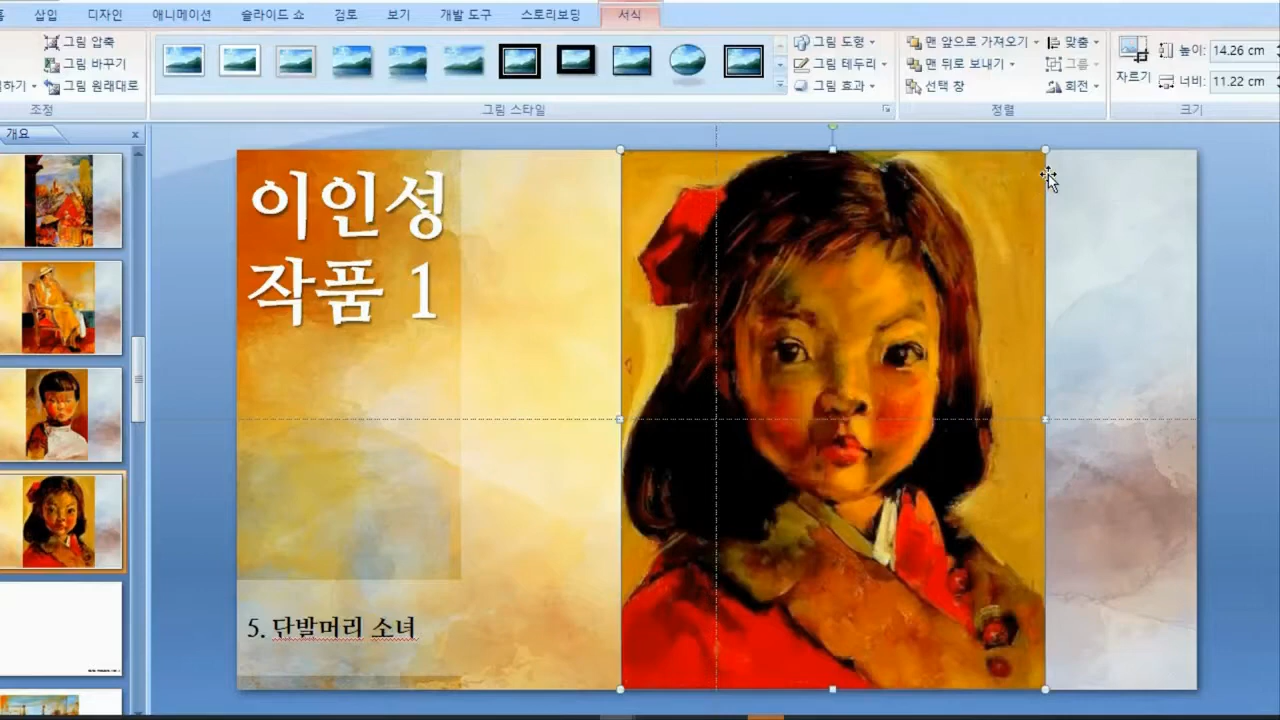 삽입 디자인 애니메이션 슬라이드 쇼 검토 보기 개발 도구 스토리보딩 서식
그림 압축
그림 바꾸기
그림 원래대로
조정
그림 도형
그림 테두리
그림 효과
그림 스타일
맨 앞으로 가져오기
맨 뒤로 보내기
선택 창
맞춤
그룹
회전
정렬
자르기
높이: 14.26 cm
너비: 11.22 cm
크기
개요 x
이인성
작품 1
5. 단발머리 소녀